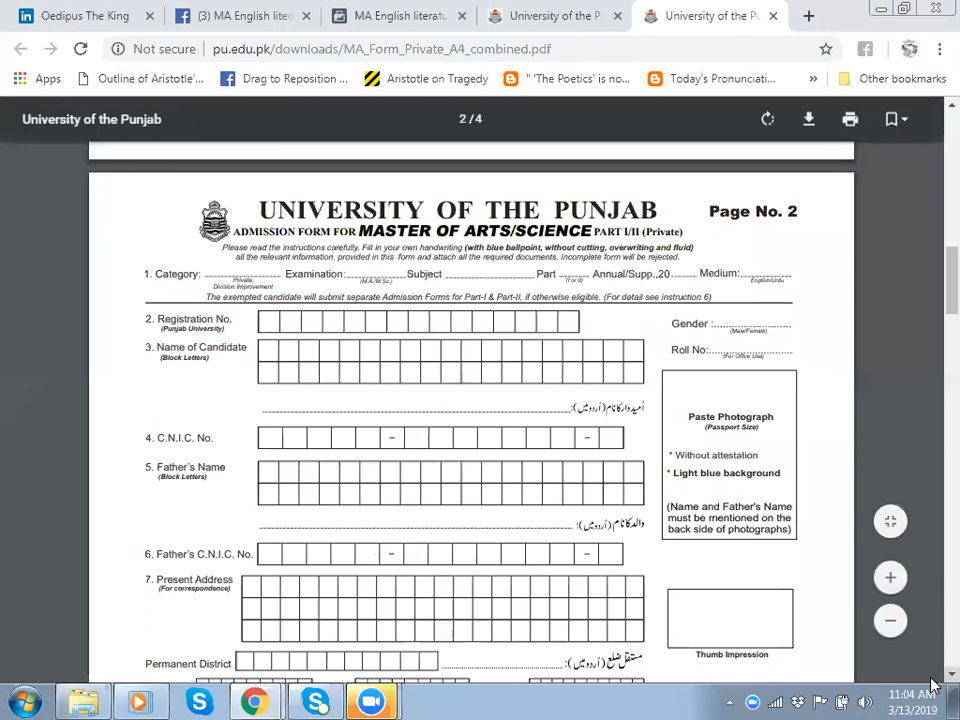 Oedipus The King
(3) MA English liter
MA English literatu
University of the P
University of the Pu
Not secure
pu.edu.pk/downloads/MA_Form_Private_A4_combined.pdf
Apps
Outline of Aristotle'...
Drag to Reposition ...
Aristotle on Tragedy
" 'The Poetics' is no...
Today's Pronunciati...
»
Other bookmarks
University of the Punjab
2 / 4
UNIVERSITY OF THE PUNJAB
Page No. 2
ADMISSION FORM FOR MASTER OF ARTS/SCIENCE PART I/II (Private)
Please read the instructions carefully. Fill in your own handwriting (with blue ballpoint, without cutting, overwriting and fluid)
all the relevant information, provided in this form and attach all the required documents. Incomplete form will be rejected.
1. Category: Examination: Subject Part Annual/Supp.,20 Medium:
Private, (M.A./M.Sc.) (I or II) English/Urdu
Division Improvement
The exempted candidate will submit separate Admission Forms for Part-I & Part-II, if otherwise eligible. (For detail see instruction 6)
2. Registration No.
(Punjab University)
Gender :
(Male/Female)
3. Name of Candidate
(Block Letters)
Roll No:
(For Office Use)
اُمیدوار کا نام (اُردو میں):
Paste Photograph
(Passport Size)
4. C.N.I.C. No. – –
* Without attestation
5. Father's Name
(Block Letters)
* Light blue background
(Name and Father's Name
must be mentioned on the
back side of photographs)
والد کا نام (اُردو میں):
6. Father's C.N.I.C. No. – –
7. Present Address
(For correspondence)
Thumb Impression
Permanent District
مستقل ضلع (اُردو میں):
11:04 AM
3/13/2019